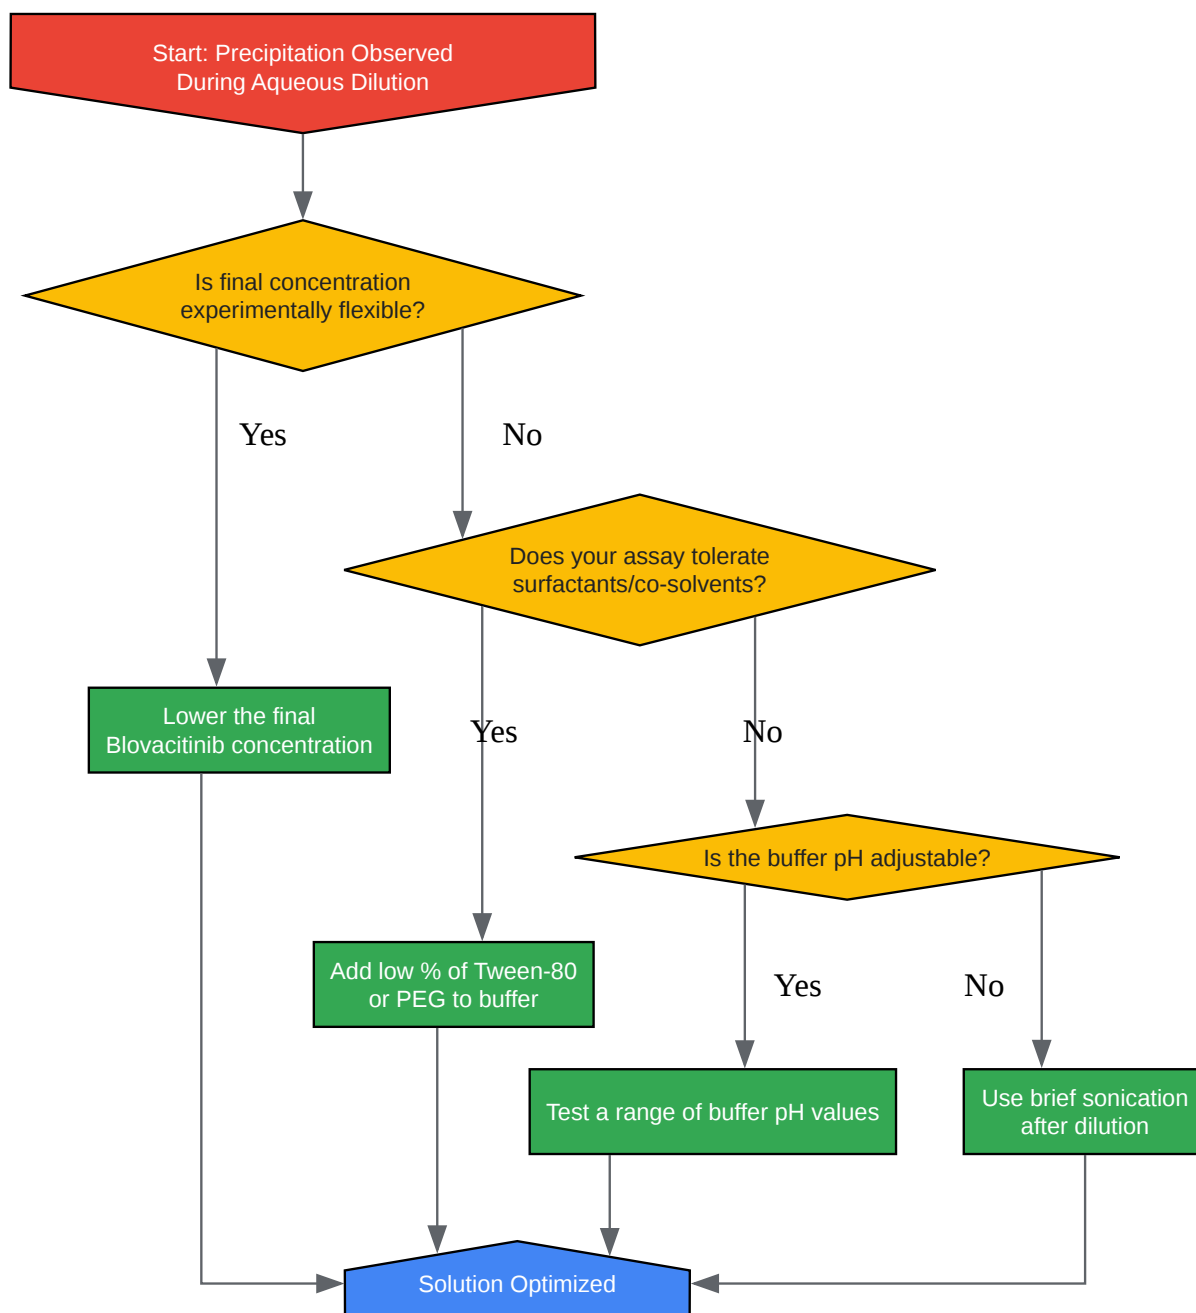 Start: Precipitation Observed
During Aqueous Dilution
Is final concentration
experimentally flexible?
Yes
No
Does your assay tolerate
surfactants/co-solvents?
Lower the final
Blovacitinib concentration
Yes
No
Is the buffer pH adjustable?
Add low % of Tween-80
or PEG to buffer
Yes
No
Test a range of buffer pH values
Use brief sonication
after dilution
Solution Optimized